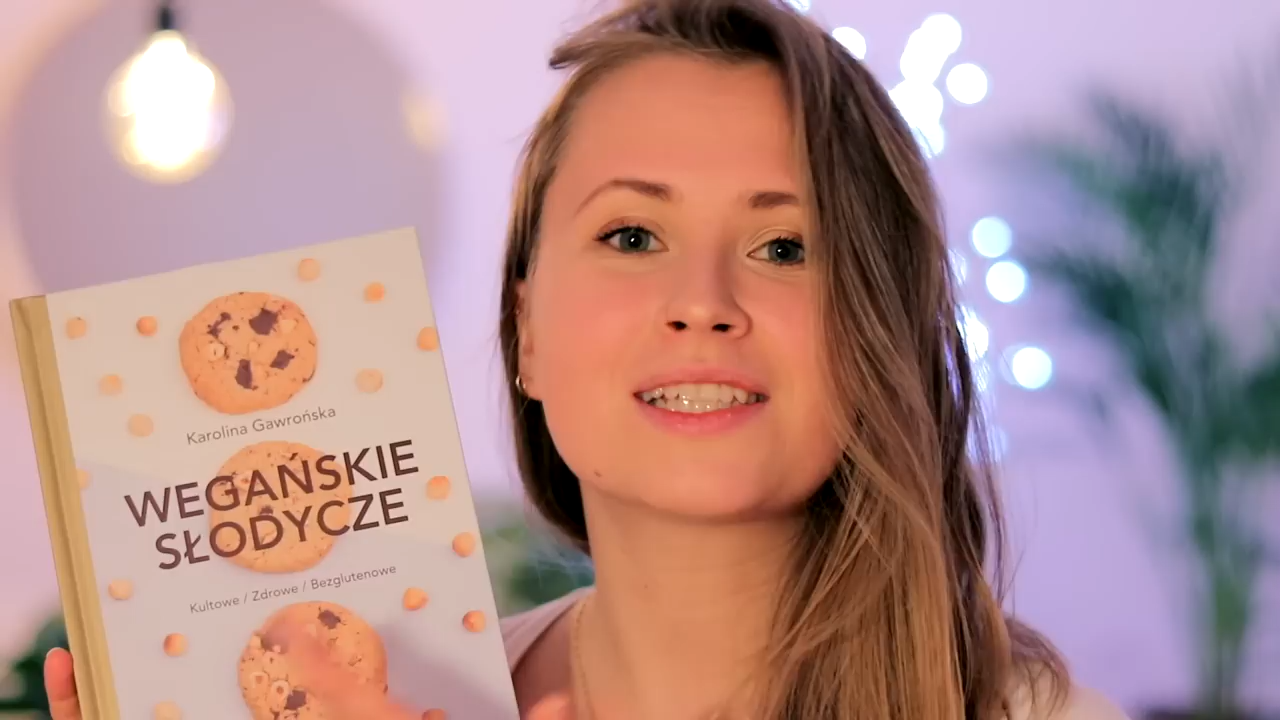 Karolina Gawrońska
WEGAŃSKIE
SŁODYCZE
Kultowe / Zdrowe / Bezglutenowe